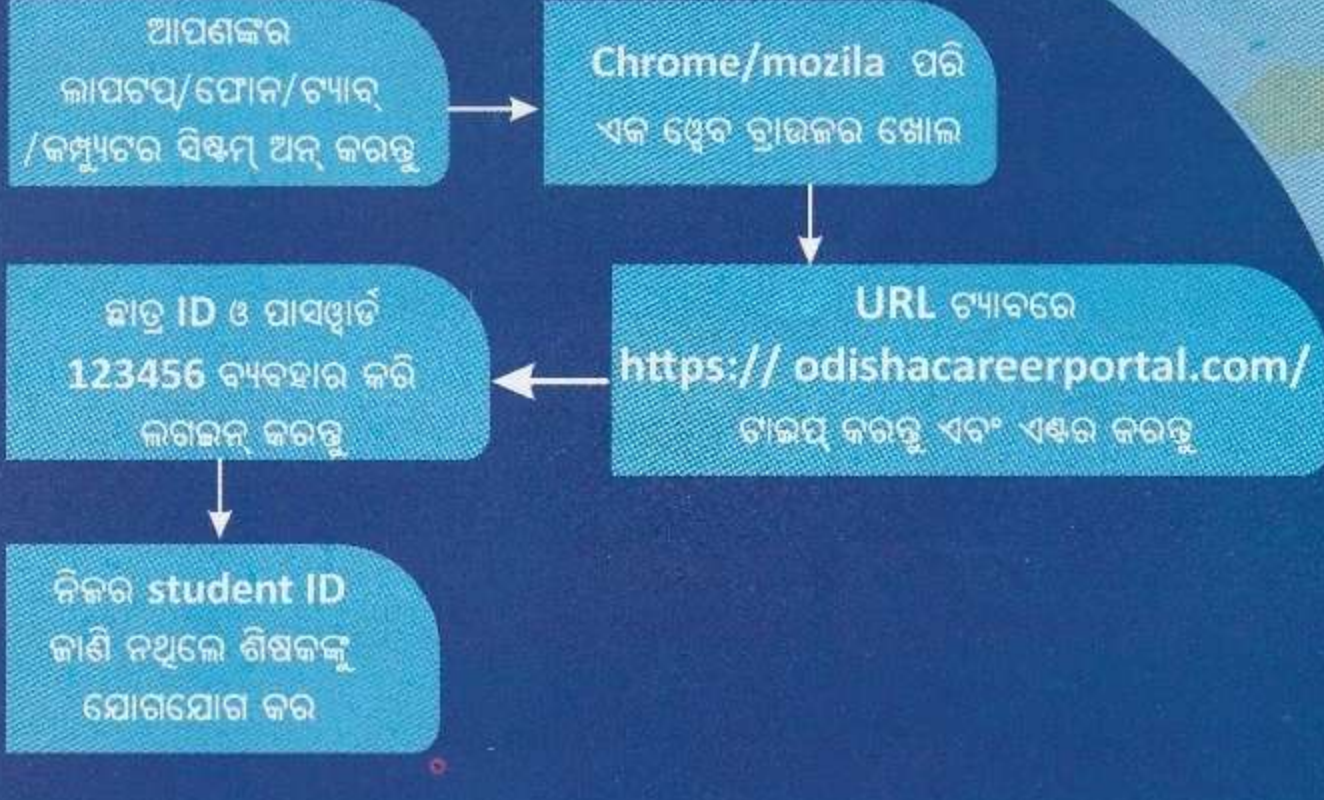 ଆପଣଙ୍କର
ଲାପଟପ୍/ଫୋନ/ଟ୍ୟାବ୍
/କମ୍ପ୍ୟୁଟର ସିଷ୍ଟମ୍ ଅନ୍ କରନ୍ତୁ
Chrome/mozila ପରି
ଏକ ୱେବ ବ୍ରାଉଜର ଖୋଲ
URL ଟ୍ୟାବରେ
https:// odishacareerportal.com/
ଟାଇପ୍ କରନ୍ତୁ ଏବଂ ଏଣ୍ଟର କରନ୍ତୁ
ଛାତ୍ର ID ଓ ପାସୱାର୍ଡ
123456 ବ୍ୟବହାର କରି
ଲଗଇନ୍ କରନ୍ତୁ
ନିଜର student ID
ଜାଣି ନଥିଲେ ଶିଷକଙ୍କୁ
ଯୋଗଯୋଗ କର